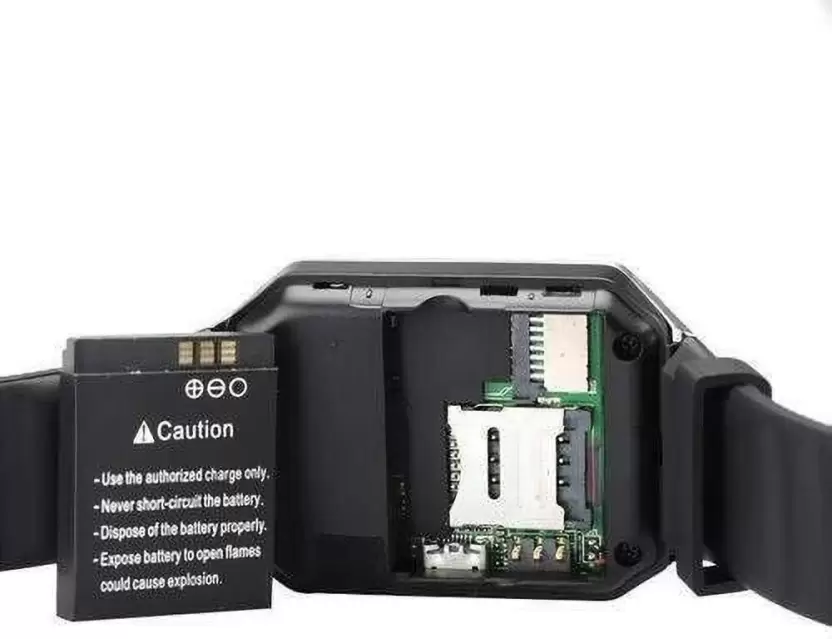 ⊕⊖○
⚠Caution
-Use the authorized charge only.
-Never short-circuit the battery.
-Dispose of the battery properly.
-Expose battery to open flames
could cause explosion.